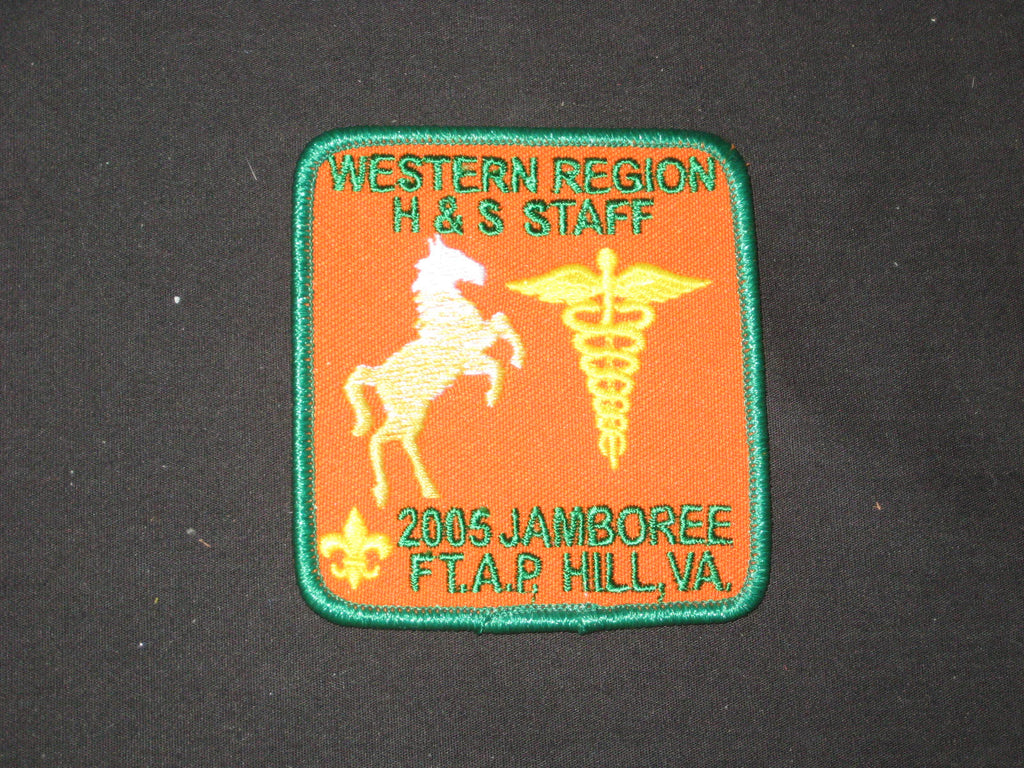 WESTERN REGION
H & S STAFF
2005 JAMBOREE
FT.A.P. HILL, VA.